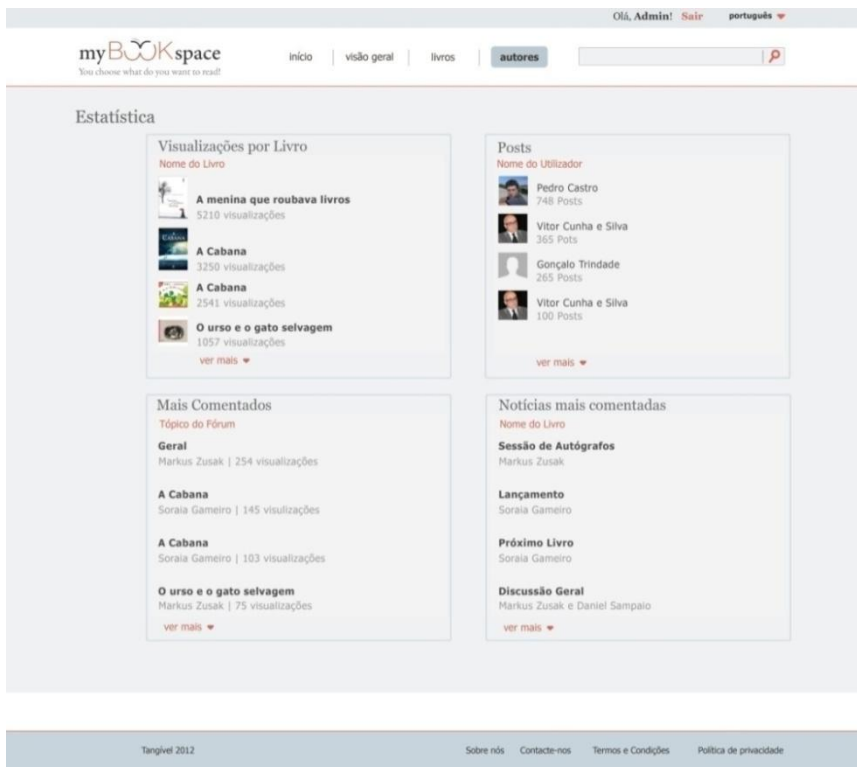 Olá, Admin! Sair português
myBOOKspace
You choose what do you want to read!
início visão geral livros autores
Estatística
Visualizações por Livro
Nome do Livro
A menina que roubava livros
5210 visualizações
A CABANA
A Cabana
3250 visualizações
A Cabana
2541 visualizações
O urso e o gato selvagem
1057 visualizações
ver mais
Posts
Nome do Utilizador
Pedro Castro
748 Posts
Vitor Cunha e Silva
365 Pots
Gonçalo Trindade
265 Posts
Vitor Cunha e Silva
100 Posts
ver mais
Mais Comentados
Tópico do Fórum
Geral
Markus Zusak | 254 visualizações
A Cabana
Soraia Gameiro | 145 visulizações
A Cabana
Soraia Gameiro | 103 visualizações
O urso e o gato selvagem
Markus Zusak | 75 visualizações
ver mais
Notícias mais comentadas
Nome do Livro
Sessão de Autógrafos
Markus Zusak
Lançamento
Soraia Gameiro
Próximo Livro
Soraia Gameiro
Discussão Geral
Markus Zusak e Daniel Sampaio
ver mais
Tangível 2012 Sobre nós Contacte-nos Termos e Condições Política de privacidade